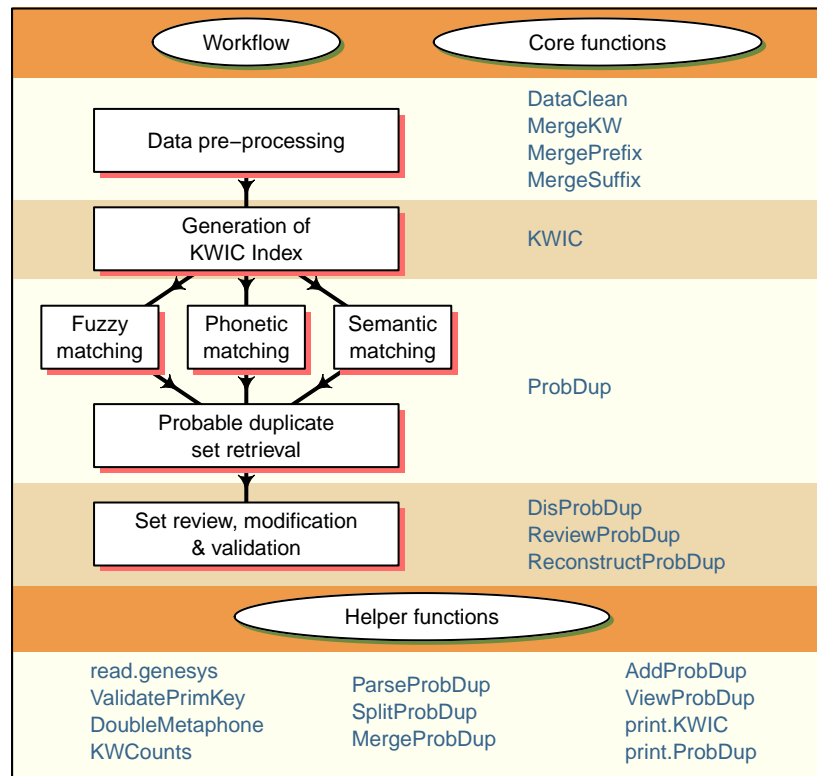 Workflow
Core functions
Data pre−processing
DataClean
MergeKW
MergePrefix
MergeSuffix
Generation of
KWIC Index
KWIC
Fuzzy
matching
Phonetic
matching
Semantic
matching
ProbDup
Probable duplicate
set retrieval
Set review, modification
& validation
DisProbDup
ReviewProbDup
ReconstructProbDup
Helper functions
read.genesys
ValidatePrimKey
DoubleMetaphone
KWCounts
ParseProbDup
SplitProbDup
MergeProbDup
AddProbDup
ViewProbDup
print.KWIC
print.ProbDup